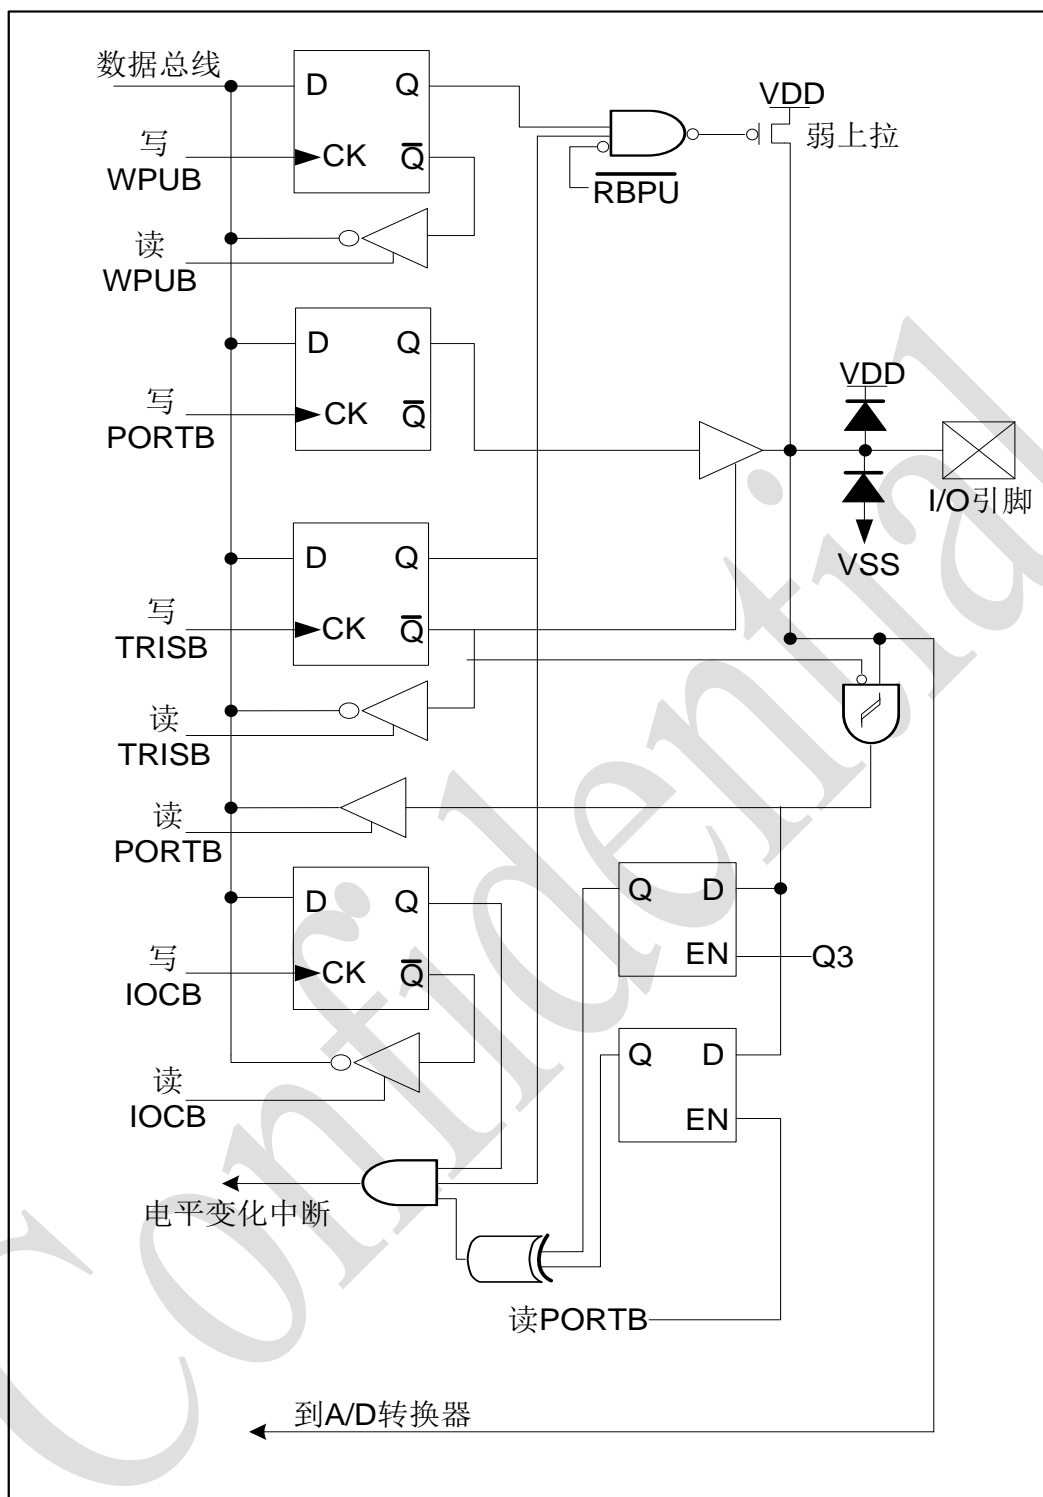 数据总线
D
Q
VDD
弱上拉
写
WPUB
CK
Q̅
R̅B̅P̅U̅
读
WPUB
D
Q
写
PORTB
CK
Q̅
VDD
I/O引脚
VSS
D
Q
写
TRISB
CK
Q̅
读
TRISB
读
PORTB
D
Q
Q
D
写
IOCB
CK
Q̅
EN
Q3
Q
D
读
IOCB
EN
电平变化中断
读PORTB
到A/D转换器
Confidential